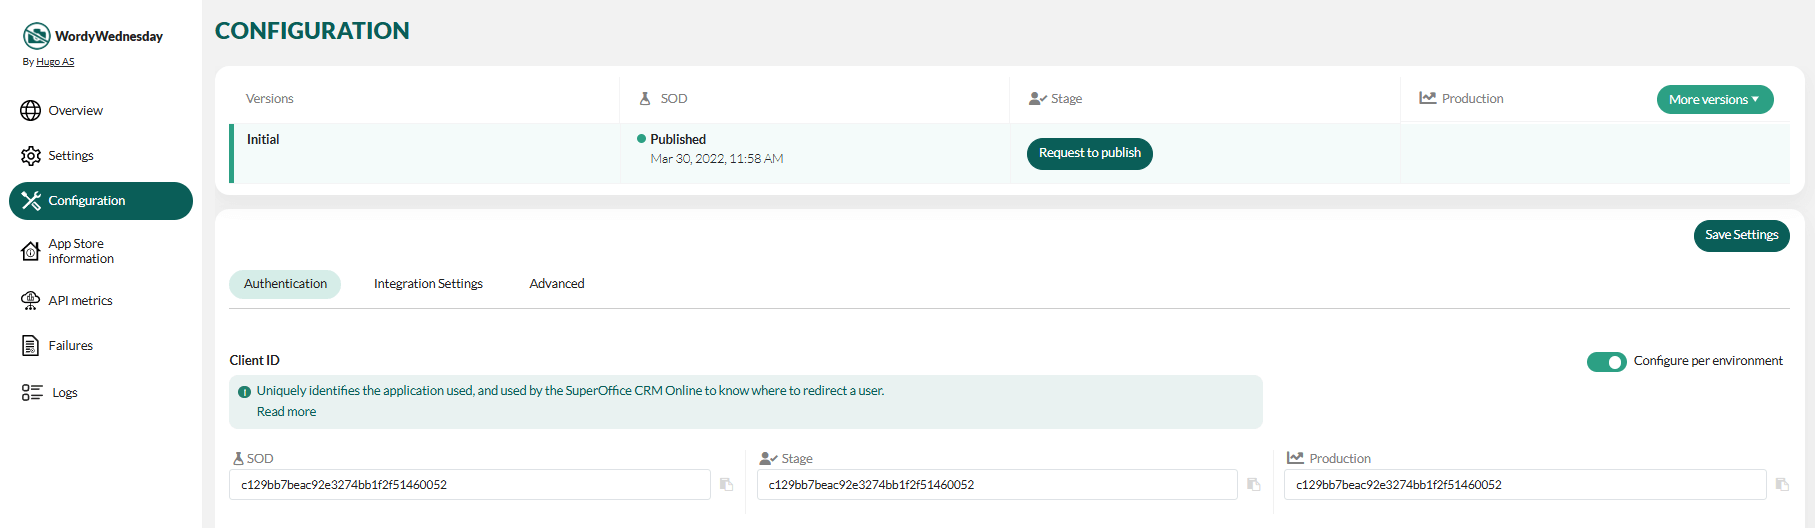 WordyWednesday
By Hugo AS
Overview
Settings
Configuration
App Store
information
API metrics
Failures
Logs
CONFIGURATION
Versions
SOD
Stage
Production
More versions
Initial
Published
Mar 30, 2022, 11:58 AM
Request to publish
Save Settings
Authentication
Integration Settings
Advanced
Client ID
Configure per environment
Uniquely identifies the application used, and used by the SuperOffice CRM Online to know where to redirect a user.
Read more
SOD
Stage
Production
c129bb7beac92e3274bb1f2f51460052
c129bb7beac92e3274bb1f2f51460052
c129bb7beac92e3274bb1f2f51460052